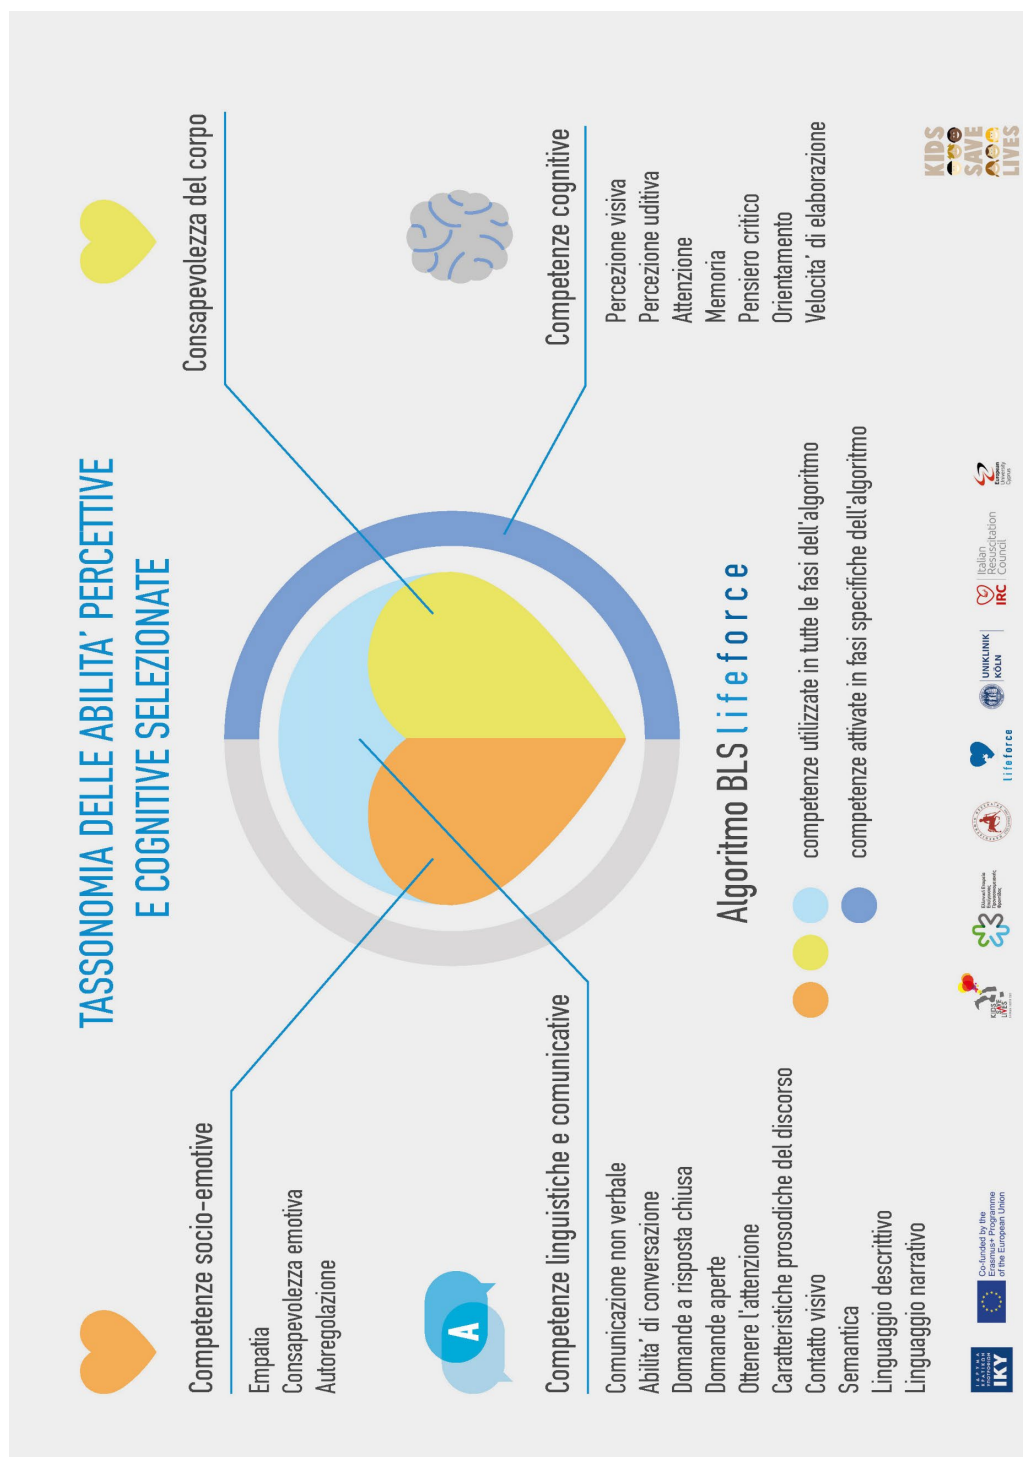 TASSONOMIA DELLE ABILITA' PERCETTIVE
E COGNITIVE SELEZIONATE
Competenze socio-emotive
Empatia
Consapevolezza emotiva
Autoregolazione
Consapevolezza del corpo
A
Competenze linguistiche e comunicative
Comunicazione non verbale
Abilita' di conversazione
Domande a risposta chiusa
Domande aperte
Ottenere l'attenzione
Caratteristiche prosodiche del discorso
Contatto visivo
Semantica
Linguaggio descrittivo
Linguaggio narrativo
Competenze cognitive
Percezione visiva
Percezione uditiva
Attenzione
Memoria
Pensiero critico
Orientamento
Velocita' di elaborazione
Algoritmo BLS lifeforce
competenze utilizzate in tutte le fasi dell'algoritmo
competenze attivate in fasi specifiche dell'algoritmo
IKY
Co-funded by the
Erasmus+ Programme
of the European Union
KIDS
SAVE
LIVES
lifeforce
UNIKLINIK
KÖLN
IRC
Italian
Resuscitation
Council
European
University
Cyprus
KIDS
SAVE
LIVES